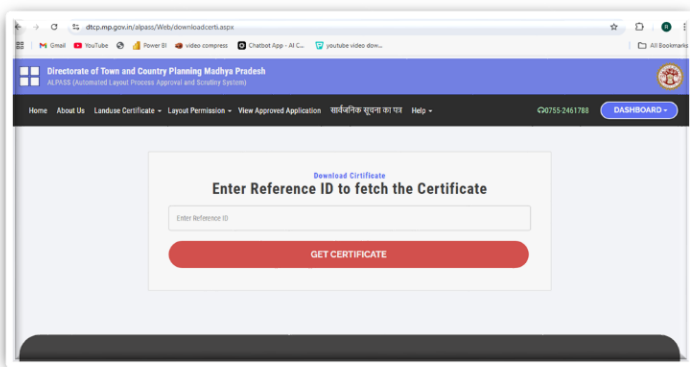 dtcp.mp.gov.in/alpass/Web/downloadcerti.aspx
Gmail YouTube Power BI video compress Chatbot App - AI C... youtube video dow... All Bookmarks
Directorate of Town and Country Planning Madhya Pradesh
ALPASS (Automated Layout Process Approval and Scrutiny System)
Home About Us Landuse Certificate Layout Permission View Approved Application सार्वजनिक सूचना का पत्र Help 0755-2461788 DASHBOARD
Download Cirtificate
Enter Reference ID to fetch the Certificate
Enter Reference ID
GET CERTIFICATE